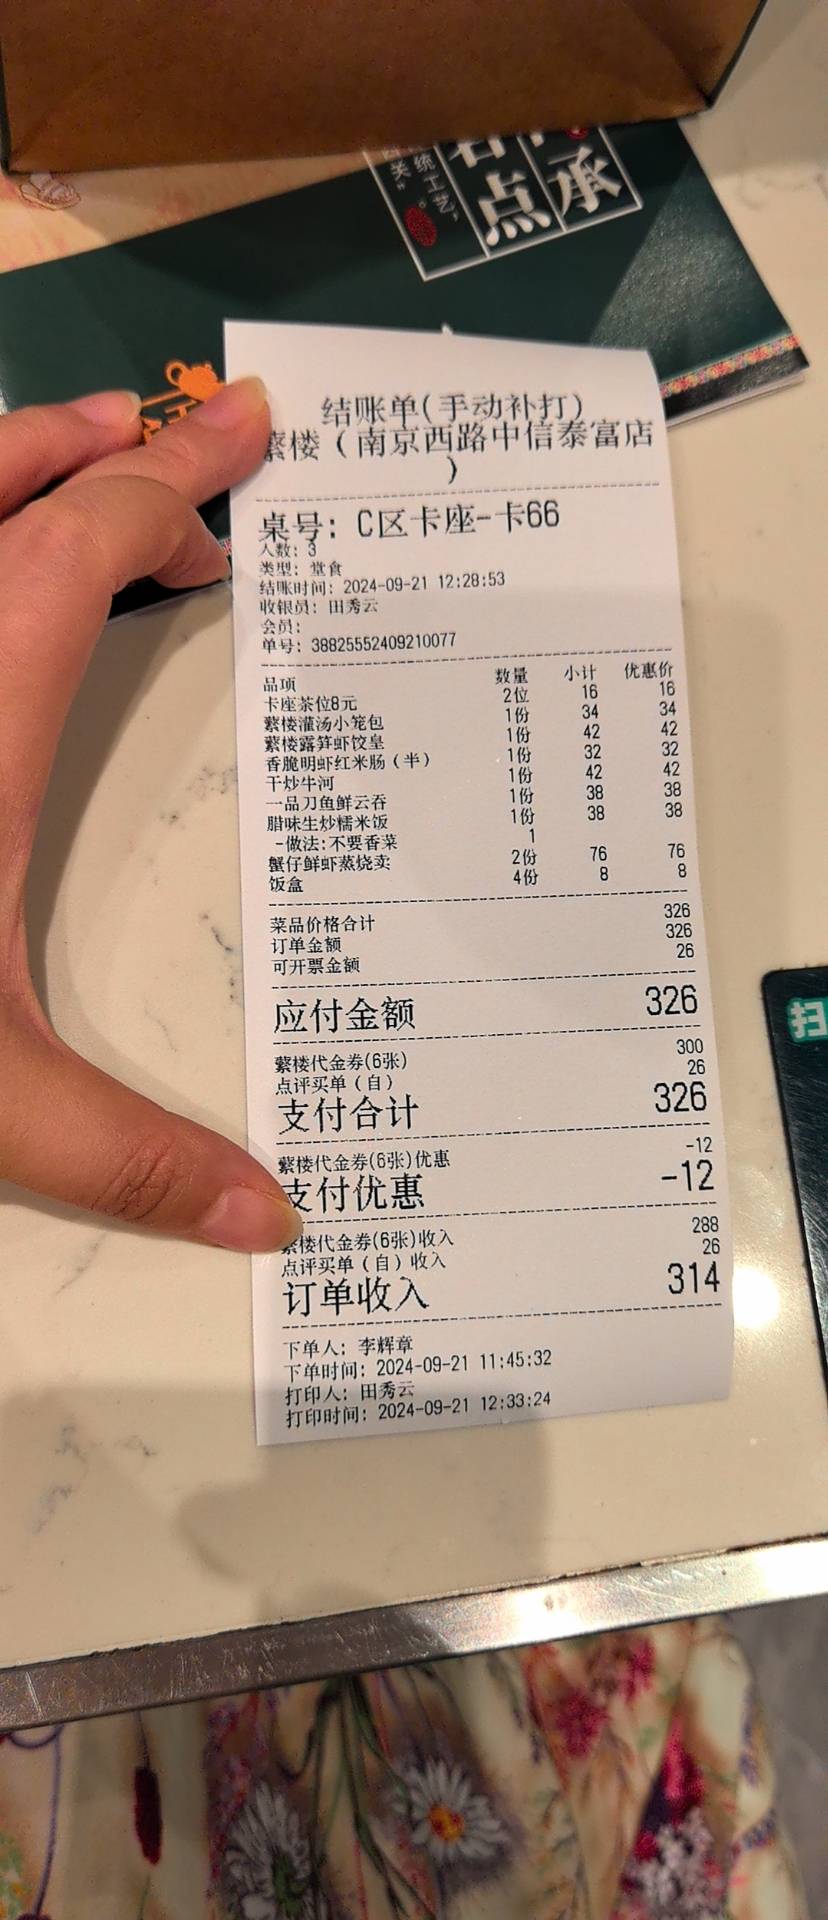 点
承
统工艺,
关"。
结账单(手动补打)
蘩楼(南京西路中信泰富店
)
桌号: C区卡座-卡66
人数: 3
类型: 堂食
结账时间: 2024-09-21 12:28:53
收银员: 田秀云
会员:
单号: 38825552409210077
品项 数量 小计 优惠价
卡座茶位8元 2位 16 16
蘩楼灌汤小笼包 1份 34 34
蘩楼露笋虾饺皇 1份 42 42
香脆明虾红米肠(半) 1份 32 32
干炒牛河 1份 42 42
一品刀鱼鲜云吞 1份 38 38
腊味生炒糯米饭 1份 38 38
-做法:不要香菜 1
蟹仔鲜虾蒸烧卖 2份 76 76
饭盒 4份 8 8
菜品价格合计 326
订单金额 326
可开票金额 26
应付金额 326
蘩楼代金券(6张) 300
点评买单(自) 26
支付合计 326
蘩楼代金券(6张)优惠 -12
支付优惠 -12
蘩楼代金券(6张)收入 288
点评买单(自)收入 26
订单收入 314
下单人: 李辉章
下单时间: 2024-09-21 11:45:32
打印人: 田秀云
打印时间: 2024-09-21 12:33:24
扫